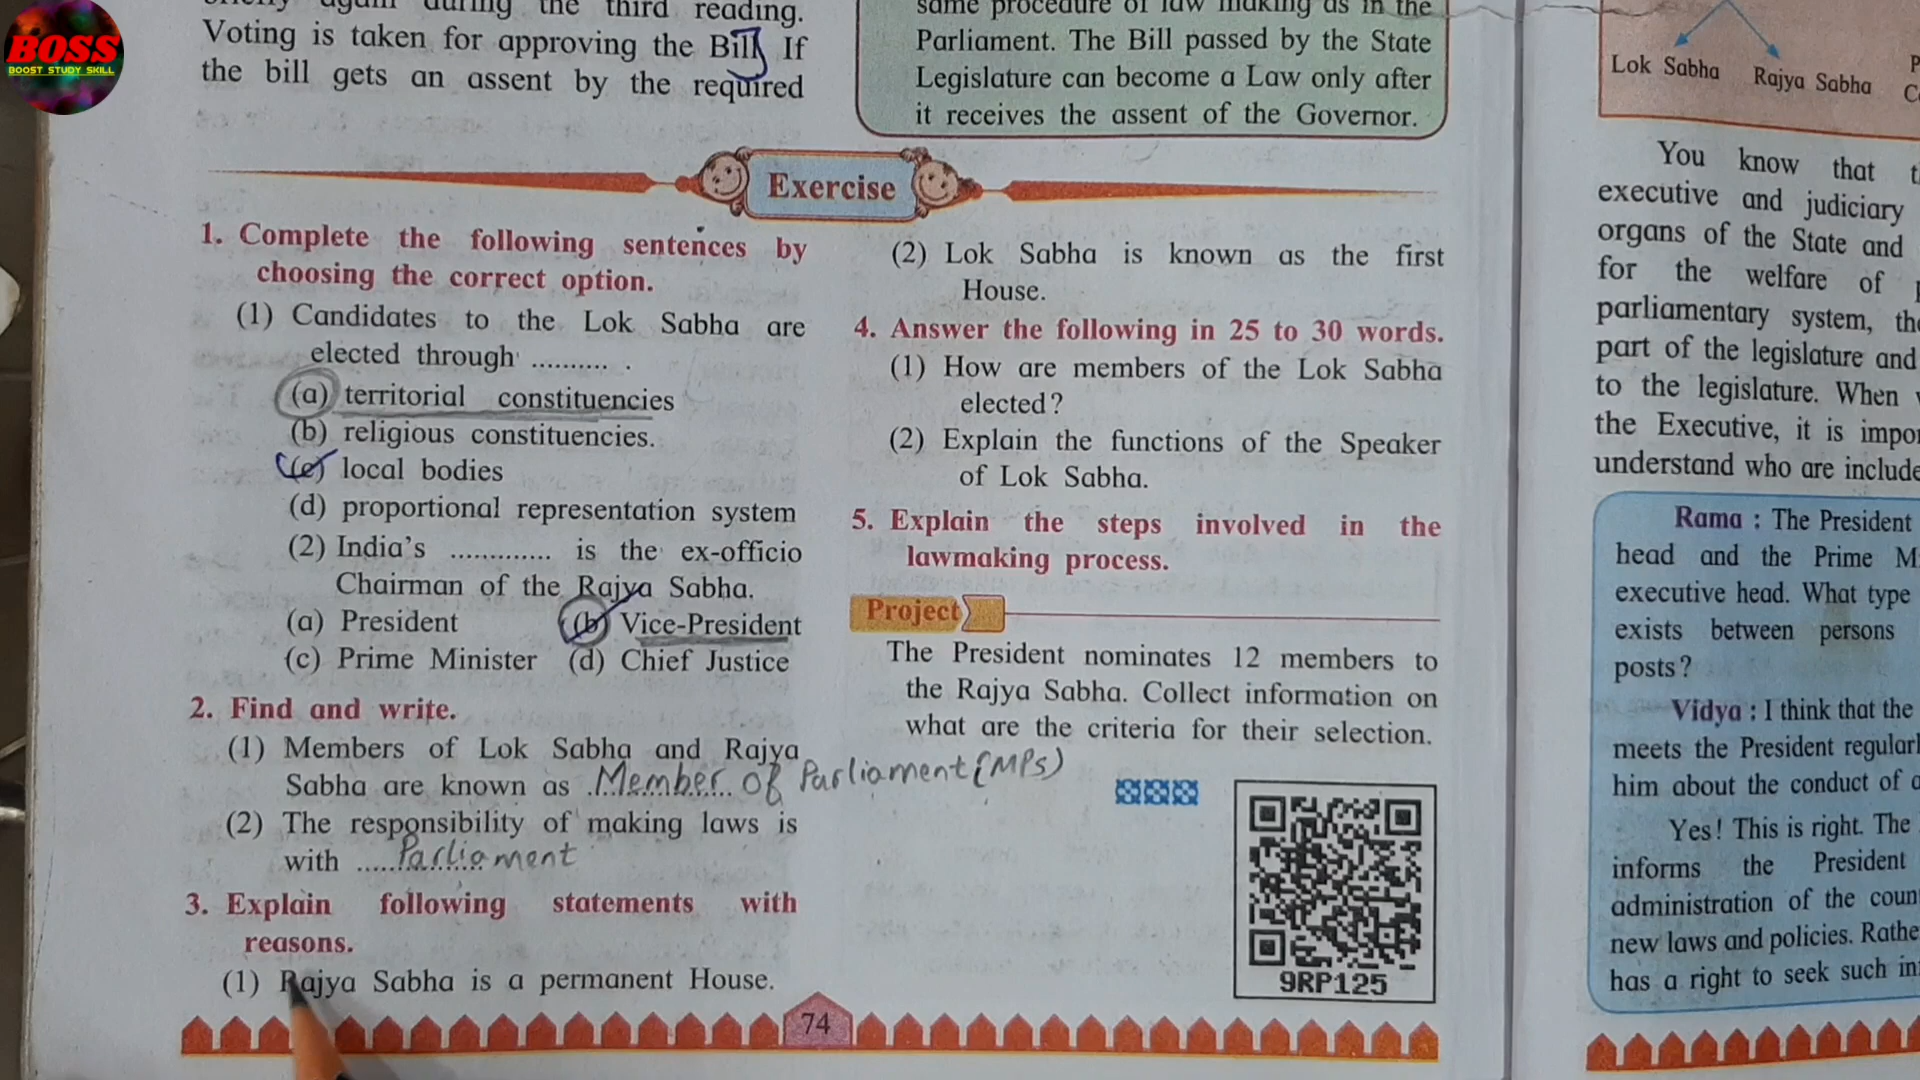 BOSS
BOOST STUDY SKILL
briefly again during the third reading.
Voting is taken for approving the Bill. If
the bill gets an assent by the required
same procedure of law making as in the
Parliament. The Bill passed by the State
Legislature can become a Law only after
it receives the assent of the Governor.
Exercise
1. Complete the following sentences by
choosing the correct option.
(1) Candidates to the Lok Sabha are
elected through .......... .
(a) territorial constituencies
(b) religious constituencies.
(c) local bodies
(d) proportional representation system
(2) India's ............. is the ex-officio
Chairman of the Rajya Sabha.
(a) President (b) Vice-President
(c) Prime Minister (d) Chief Justice
2. Find and write.
(1) Members of Lok Sabha and Rajya
Sabha are known as Member of Parliament (MPs)
(2) The responsibility of making laws is
with ..... Parliament
3. Explain following statements with
reasons.
(1) Rajya Sabha is a permanent House.
(2) Lok Sabha is known as the first
House.
4. Answer the following in 25 to 30 words.
(1) How are members of the Lok Sabha
elected?
(2) Explain the functions of the Speaker
of Lok Sabha.
5. Explain the steps involved in the
lawmaking process.
Project
The President nominates 12 members to
the Rajya Sabha. Collect information on
what are the criteria for their selection.
9RP125
74
Lok Sabha Rajya Sabha
You know that
executive and judiciary
organs of the State and
for the welfare of
parliamentary system,
part of the legislature and
to the legislature. When
the Executive, it is
understand who are
Rama : The President
head and the Prime
executive head. What type
exists between persons
posts?
Vidya : I think that the
meets the President
him about the conduct of
Yes! This is right. The
informs the President
administration of the
new laws and policies.
has a right to seek such